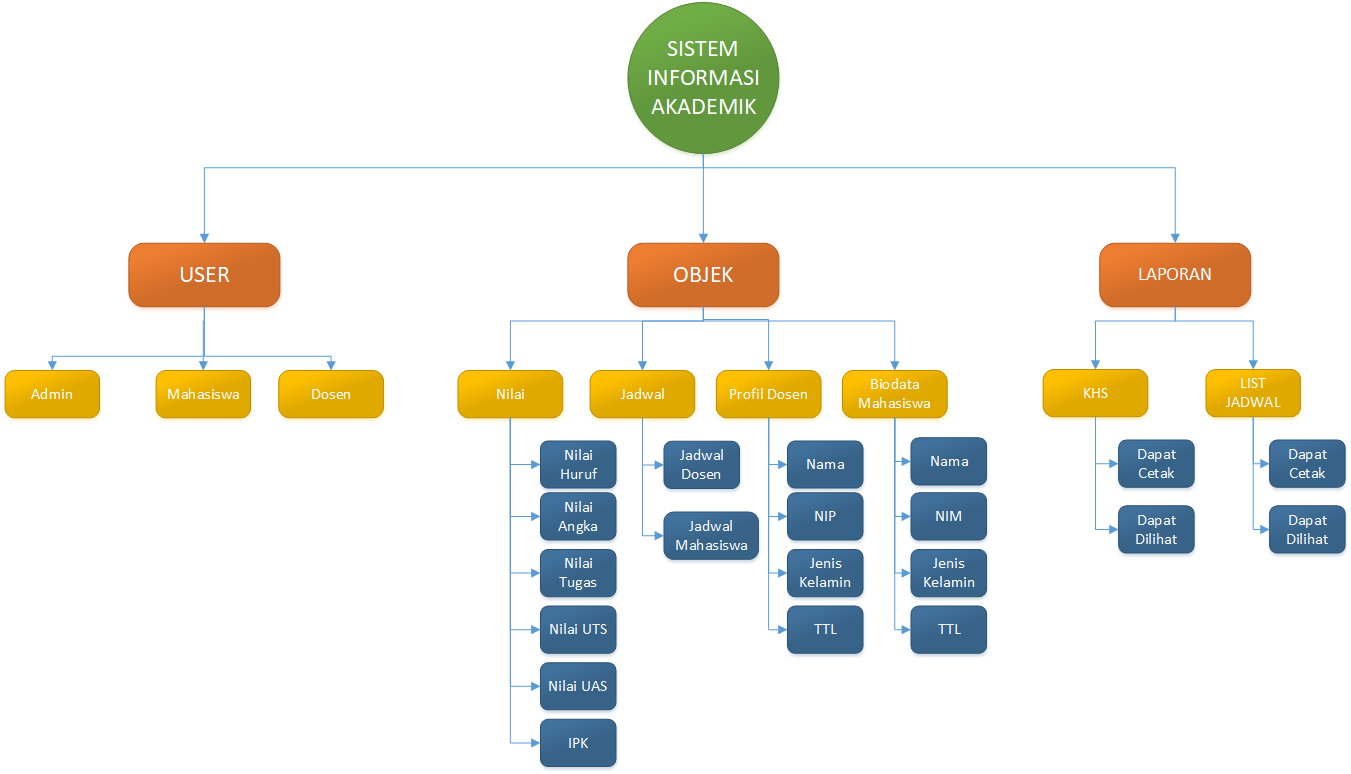 SISTEM
INFORMASI
AKADEMIK
USER
OBJEK
LAPORAN
Admin
Mahasiswa
Dosen
Nilai
Jadwal
Profil Dosen
Biodata
Mahasiswa
KHS
LIST
JADWAL
Nilai
Huruf
Nilai
Angka
Nilai
Tugas
Nilai UTS
Nilai UAS
IPK
Jadwal
Dosen
Jadwal
Mahasiswa
Nama
NIP
Jenis
Kelamin
TTL
Nama
NIM
Jenis
Kelamin
TTL
Dapat
Cetak
Dapat
Dilihat
Dapat
Cetak
Dapat
Dilihat